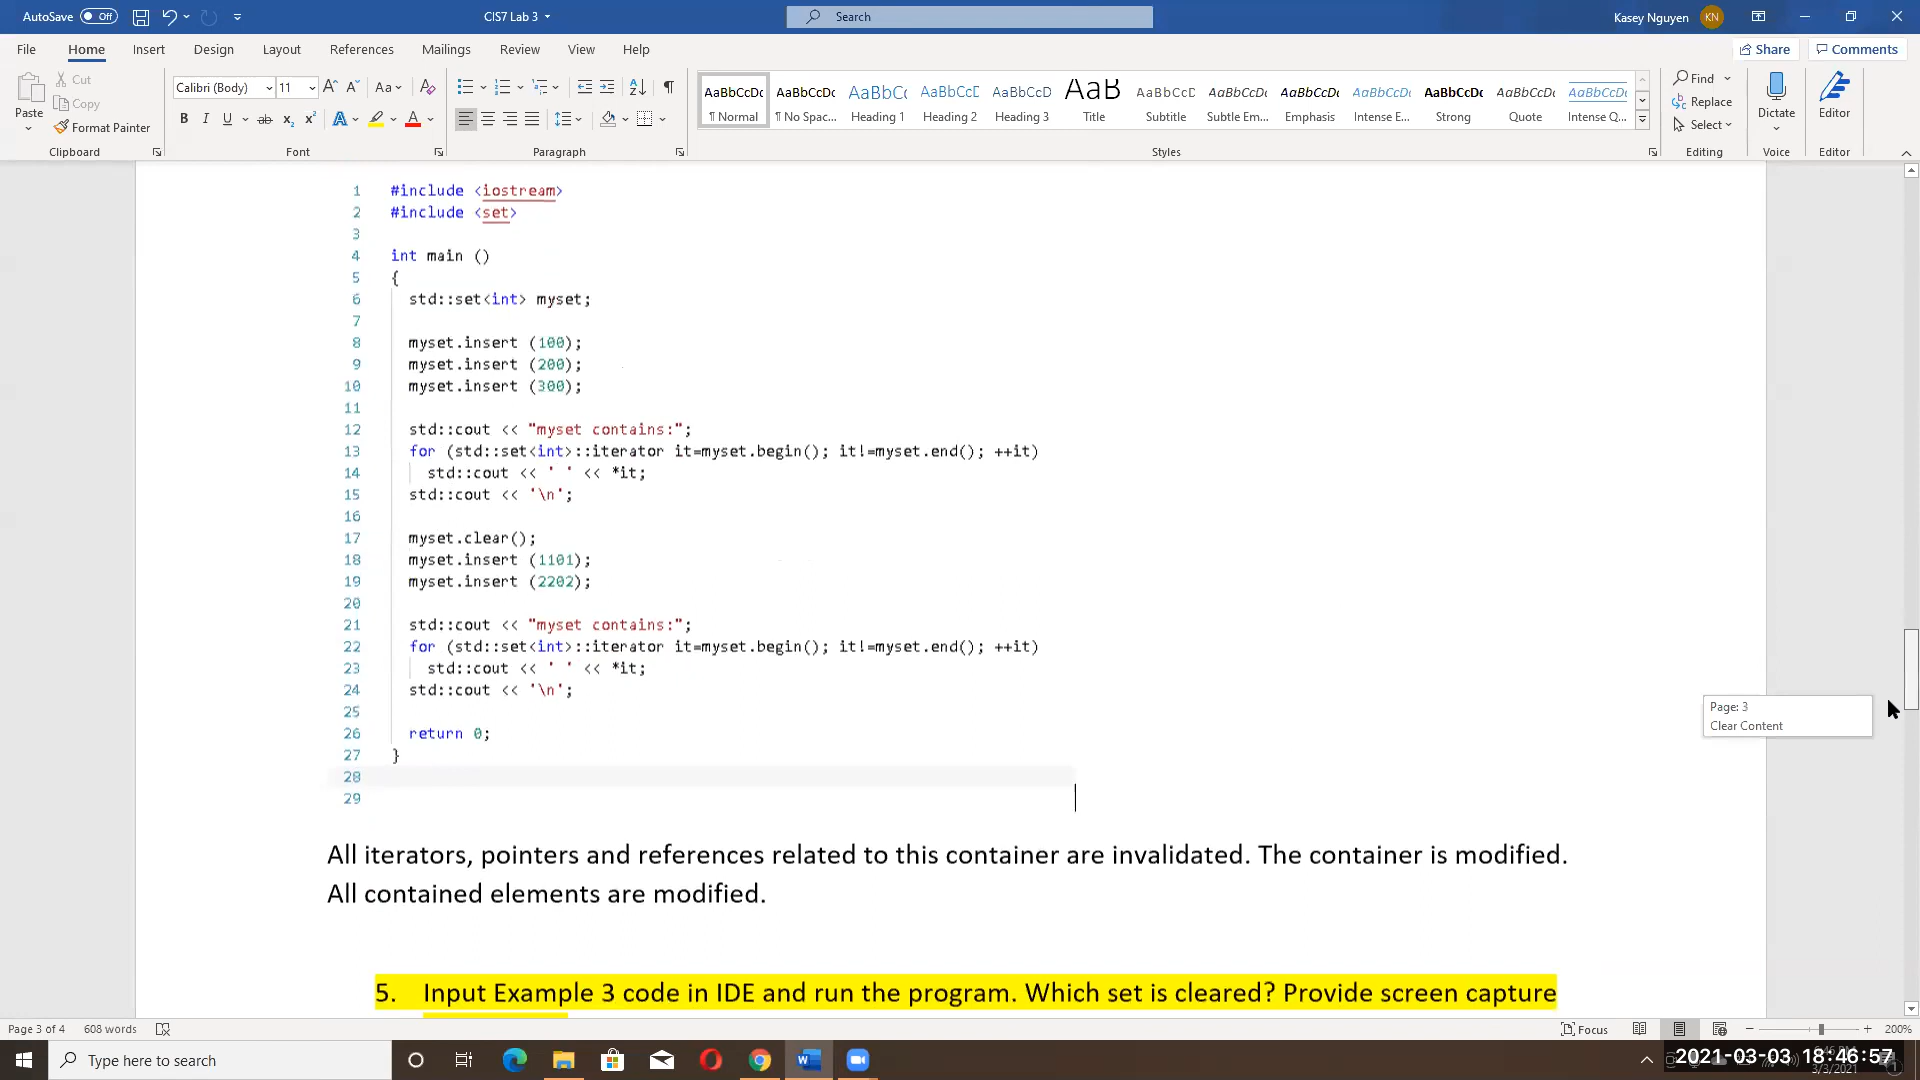 AutoSave Off CIS7 Lab 3 Search Kasey Nguyen KN
File Home Insert Design Layout References Mailings Review View Help Share Comments
Paste Cut Copy Format Painter Clipboard
Calibri (Body) 11 Font
Paragraph
AaBbCcDc AaBbCcDc AaBbCc AaBbCcD AaBbCcD AaB AaBbCcD AaBbCcDc AaBbCcDc AaBbCcDc AaBbCcDc AaBbCcDc AaBbCcDc
¶ Normal ¶ No Spac... Heading 1 Heading 2 Heading 3 Title Subtitle Subtle Em... Emphasis Intense E... Strong Quote Intense Q...
Styles
Find Replace Select Editing
Dictate Voice
Editor Editor
1 #include <iostream>
2 #include <set>
3
4 int main ()
5 {
6 std::set<int> myset;
7
8 myset.insert (100);
9 myset.insert (200);
10 myset.insert (300);
11
12 std::cout << "myset contains:";
13 for (std::set<int>::iterator it=myset.begin(); it!=myset.end(); ++it)
14 std::cout << ' ' << *it;
15 std::cout << '\n';
16
17 myset.clear();
18 myset.insert (1101);
19 myset.insert (2202);
20
21 std::cout << "myset contains:";
22 for (std::set<int>::iterator it=myset.begin(); it!=myset.end(); ++it)
23 std::cout << ' ' << *it;
24 std::cout << '\n';
25
26 return 0;
27 }
28
29
Page: 3
Clear Content
All iterators, pointers and references related to this container are invalidated. The container is modified.
All contained elements are modified.
5. Input Example 3 code in IDE and run the program. Which set is cleared? Provide screen capture
Page 3 of 4 608 words Focus 200%
Type here to search
2021-03-03 18:46:57
3/3/2021